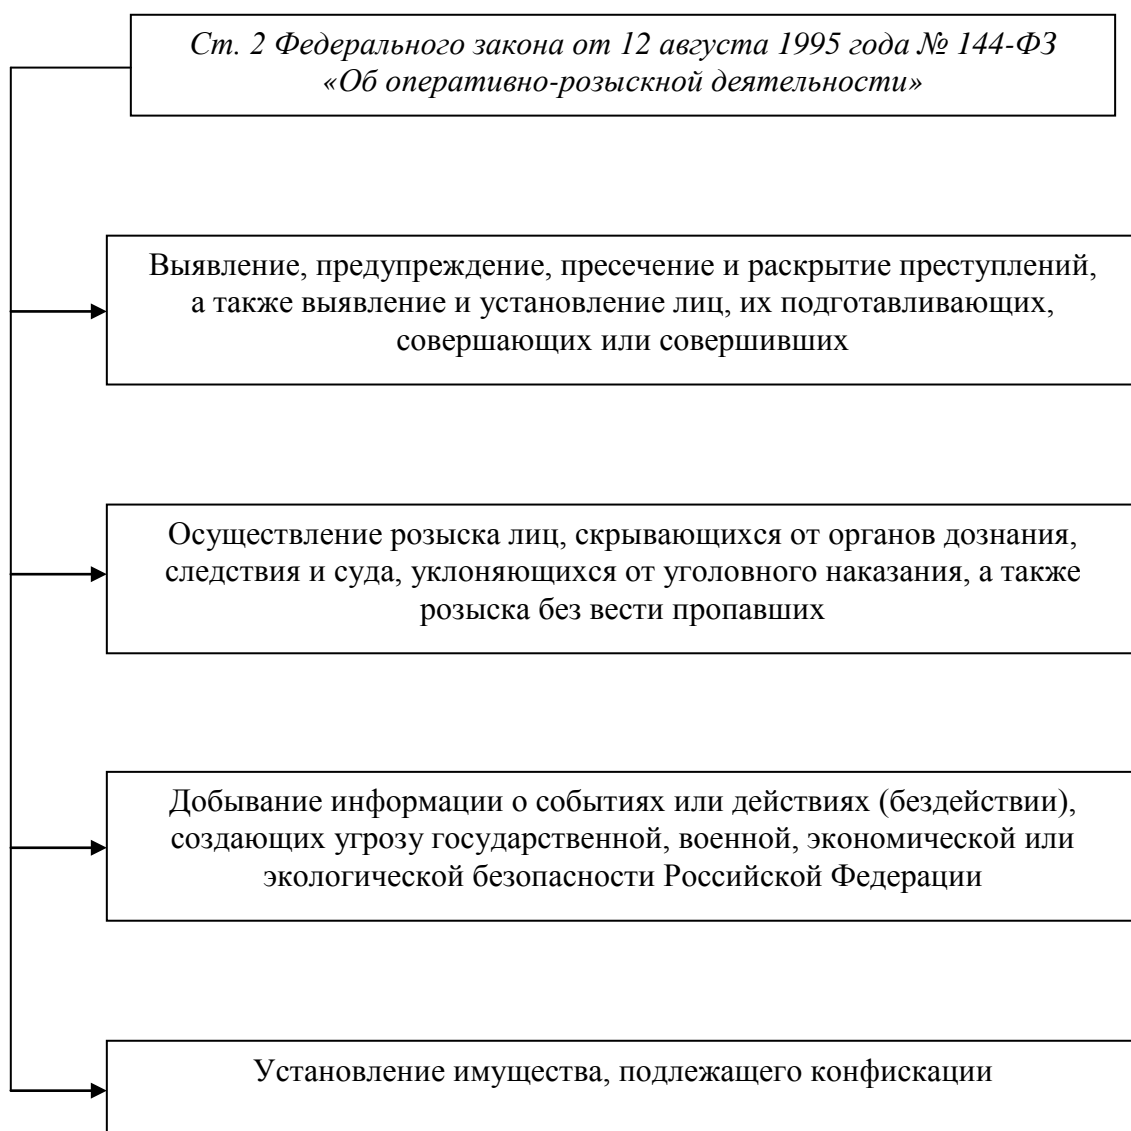 Ст. 2 Федерального закона от 12 августа 1995 года № 144-ФЗ
«Об оперативно-розыскной деятельности»
Выявление, предупреждение, пресечение и раскрытие преступлений,
а также выявление и установление лиц, их подготавливающих,
совершающих или совершивших
Осуществление розыска лиц, скрывающихся от органов дознания,
следствия и суда, уклоняющихся от уголовного наказания, а также
розыска без вести пропавших
Добывание информации о событиях или действиях (бездействии),
создающих угрозу государственной, военной, экономической или
экологической безопасности Российской Федерации
Установление имущества, подлежащего конфискации